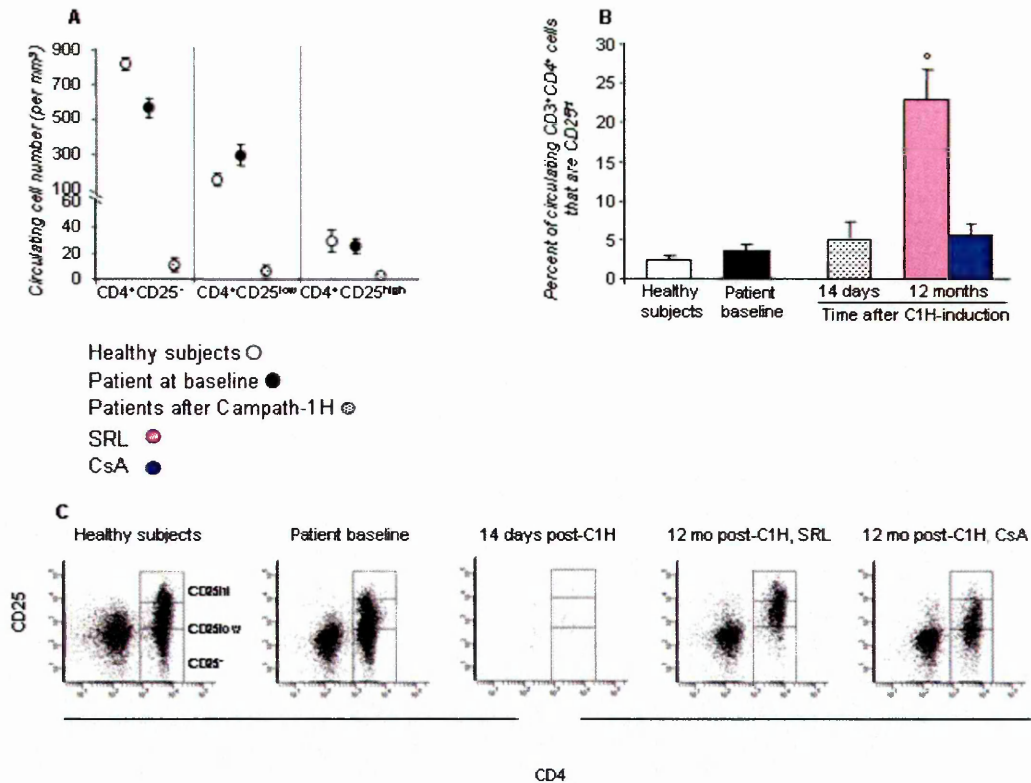 A
Circulating cell number (per mm³)
900
700
500
300
100
60
40
20
0
CD4⁺CD25⁻ CD4⁺CD25ˡᵒʷ CD4⁺CD25ʰⁱᵍʰ
B
Percent of circulating CD3⁺CD4⁺ cells
that are
30
25
20
15
10
5
0
°
Healthy subjects
Patient baseline
14 days
12 months
Time after C1H-induction
Healthy subjects
Patient at baseline
Patients after Campath-1H
SRL
CsA
C
Healthy subjects
Patient baseline
14 days post-C1H
12 mo post-C1H, SRL
12 mo post-C1H, CsA
CD25
CD25hi
CD25low
CD25⁻
CD4